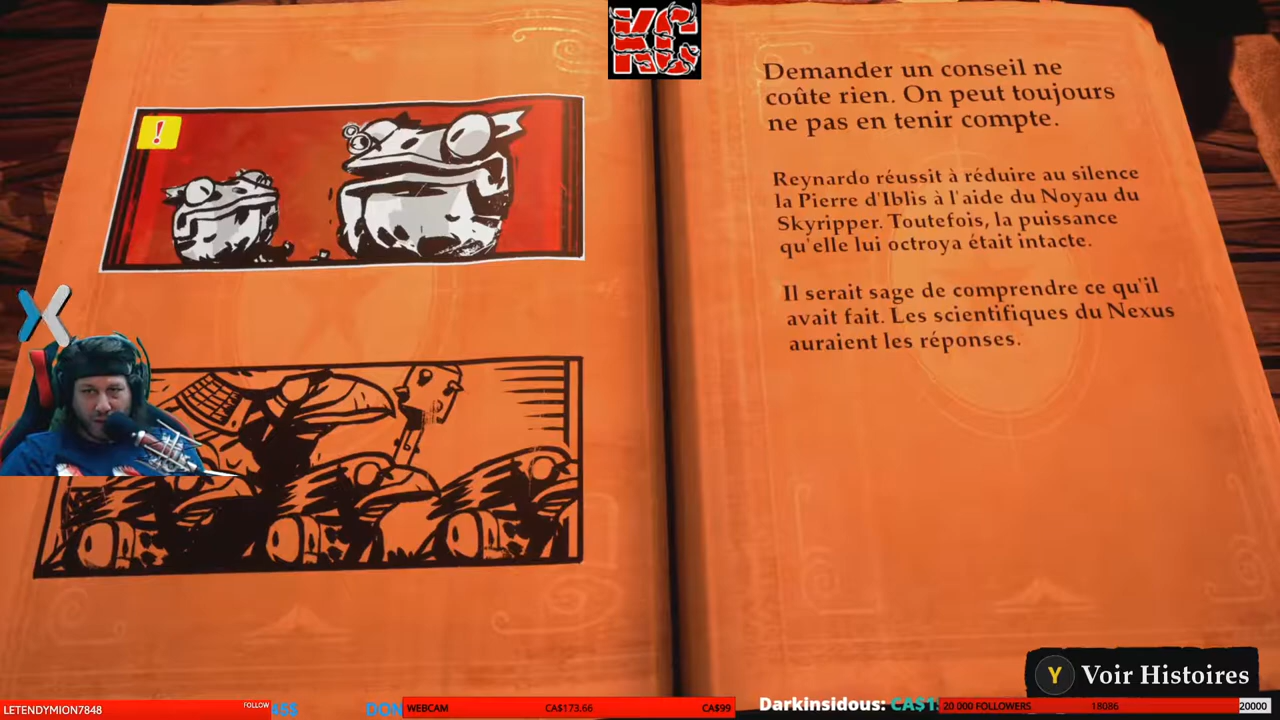 KC
Demander un conseil ne
coûte rien. On peut toujours
ne pas en tenir compte.
Reynardo réussit à réduire au silence
la Pierre d'Iblis à l'aide du Noyau du
Skyripper. Toutefois, la puissance
qu'elle lui octroya était intacte.
Il serait sage de comprendre ce qu'il
avait fait. Les scientifiques du Nexus
auraient les réponses.
!
Y Voir Histoires
LETENDYMION7848
FOLLOW
DON
WEBCAM CA$173.66 CA$99
Darkinsidous: CA$1
20 000 FOLLOWERS 18086 20000